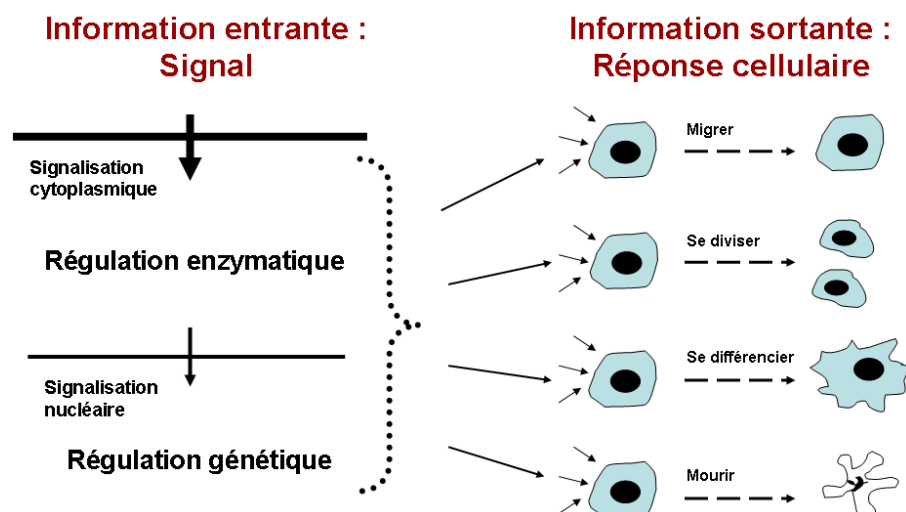 Information entrante :
Signal
Signalisation
cytoplasmique
Régulation enzymatique
Signalisation
nucléaire
Régulation génétique
Information sortante :
Réponse cellulaire
Migrer
Se diviser
Se différencier
Mourir